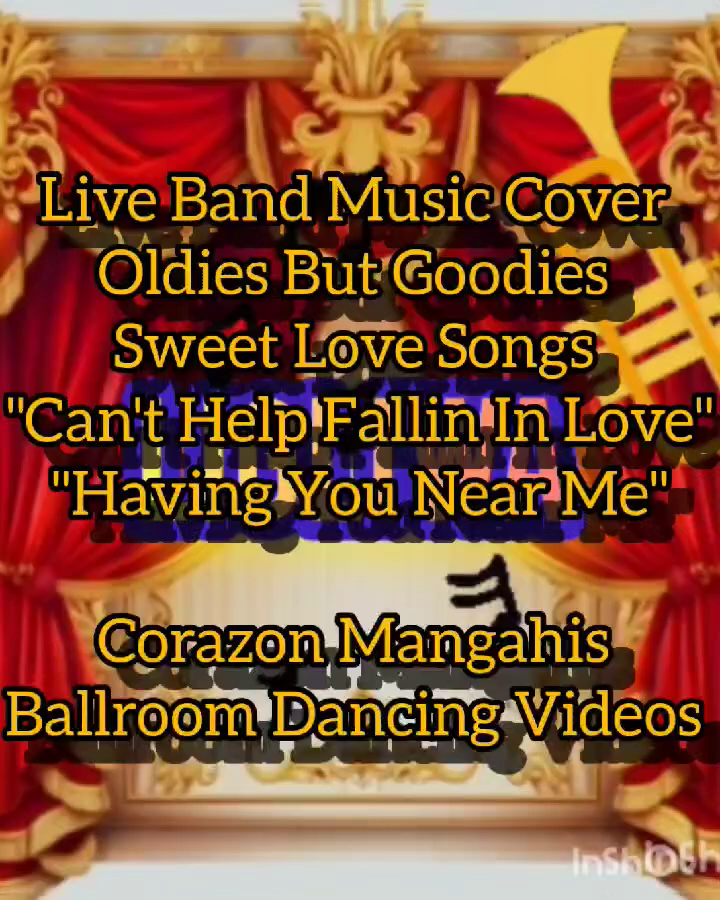 Live Band Music Cover
Oldies But Goodies
Sweet Love Songs
"Can't Help Fallin In Love"
"Having You Near Me"
Corazon Mangahis
Ballroom Dancing Videos